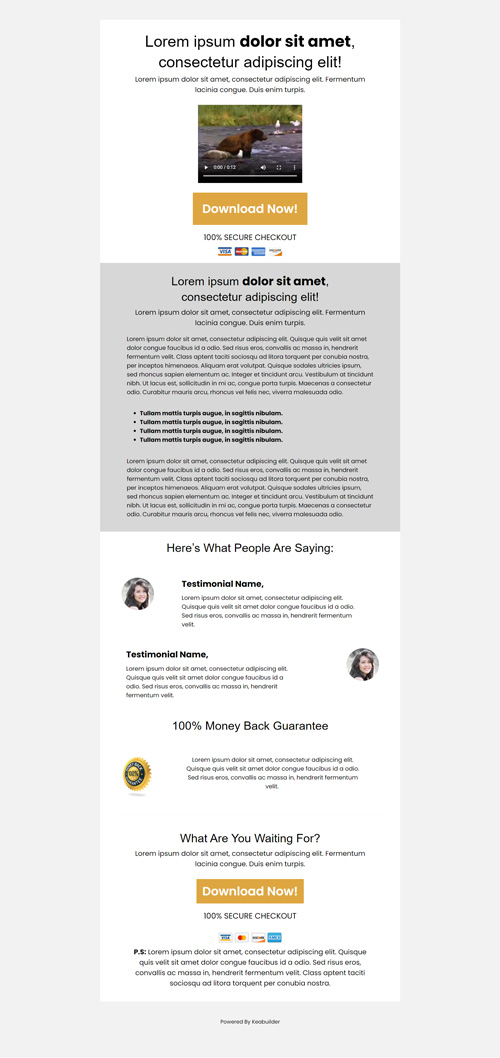 Lorem ipsum dolor sit amet,
consectetur adipiscing elit!
Lorem ipsum dolor sit amet, consectetur adipiscing elit. Fermentum
lacinia congue. Duis enim turpis.
0:00 / 0:12
Download Now!
100% SECURE CHECKOUT
VISA
Lorem ipsum dolor sit amet,
consectetur adipiscing elit!
Lorem ipsum dolor sit amet, consectetur adipiscing elit. Fermentum
lacinia congue. Duis enim turpis.
Lorem ipsum dolor sit amet, consectetur adipiscing elit. Quisque quis velit sit amet
dolor congue faucibus id a odio. Sed risus eros, convallis ac massa in, hendrerit
fermentum velit. Class aptent taciti sociosqu ad litora torquent per conubia nostra,
per inceptos himenaeos. Aliquam erat volutpat. Quisque sodales ultricies ipsum,
sed rhoncus sapien elementum ac. Integer et tincidunt arcu. Vestibulum at tincidunt
nibh. Ut lacus est, sollicitudin in mi ac, congue porta turpis. Maecenas a consectetur
odio. Curabitur mauris arcu, rhoncus vel felis nec, viverra malesuada odio.
• Tullam mattis turpis augue, in sagittis nibulam.
• Tullam mattis turpis augue, in sagittis nibulam.
• Tullam mattis turpis augue, in sagittis nibulam.
• Tullam mattis turpis augue, in sagittis nibulam.
Lorem ipsum dolor sit amet, consectetur adipiscing elit. Quisque quis velit sit amet
dolor congue faucibus id a odio. Sed risus eros, convallis ac massa in, hendrerit
fermentum velit. Class aptent taciti sociosqu ad litora torquent per conubia nostra,
per inceptos himenaeos. Aliquam erat volutpat. Quisque sodales ultricies ipsum,
sed rhoncus sapien elementum ac. Integer et tincidunt arcu. Vestibulum at tincidunt
nibh. Ut lacus est, sollicitudin in mi ac, congue porta turpis. Maecenas a consectetur
odio. Curabitur mauris arcu, rhoncus vel felis nec, viverra malesuada odio.
Here's What People Are Saying:
Testimonial Name,
Lorem ipsum dolor sit amet, consectetur adipiscing elit.
Quisque quis velit sit amet dolor congue faucibus id a odio.
Sed risus eros, convallis ac massa in, hendrerit fermentum
velit.
Testimonial Name,
Lorem ipsum dolor sit amet, consectetur adipiscing elit.
Quisque quis velit sit amet dolor congue faucibus id a
odio. Sed risus eros, convallis ac massa in, hendrerit
fermentum velit.
100% Money Back Guarantee
100%
Lorem ipsum dolor sit amet, consectetur adipiscing elit.
Quisque quis velit sit amet dolor congue faucibus id a odio.
Sed risus eros, convallis ac massa in, hendrerit fermentum
velit.
What Are You Waiting For?
Lorem ipsum dolor sit amet, consectetur adipiscing elit. Fermentum
lacinia congue. Duis enim turpis.
Download Now!
100% SECURE CHECKOUT
VISA DISCOVER
P.S: Lorem ipsum dolor sit amet, consectetur adipiscing elit. Quisque
quis velit sit amet dolor congue faucibus id a odio. Sed risus eros,
convallis ac massa in, hendrerit fermentum velit. Class aptent taciti
sociosqu ad litora torquent per conubia nostra.
Powered By Keabuilder